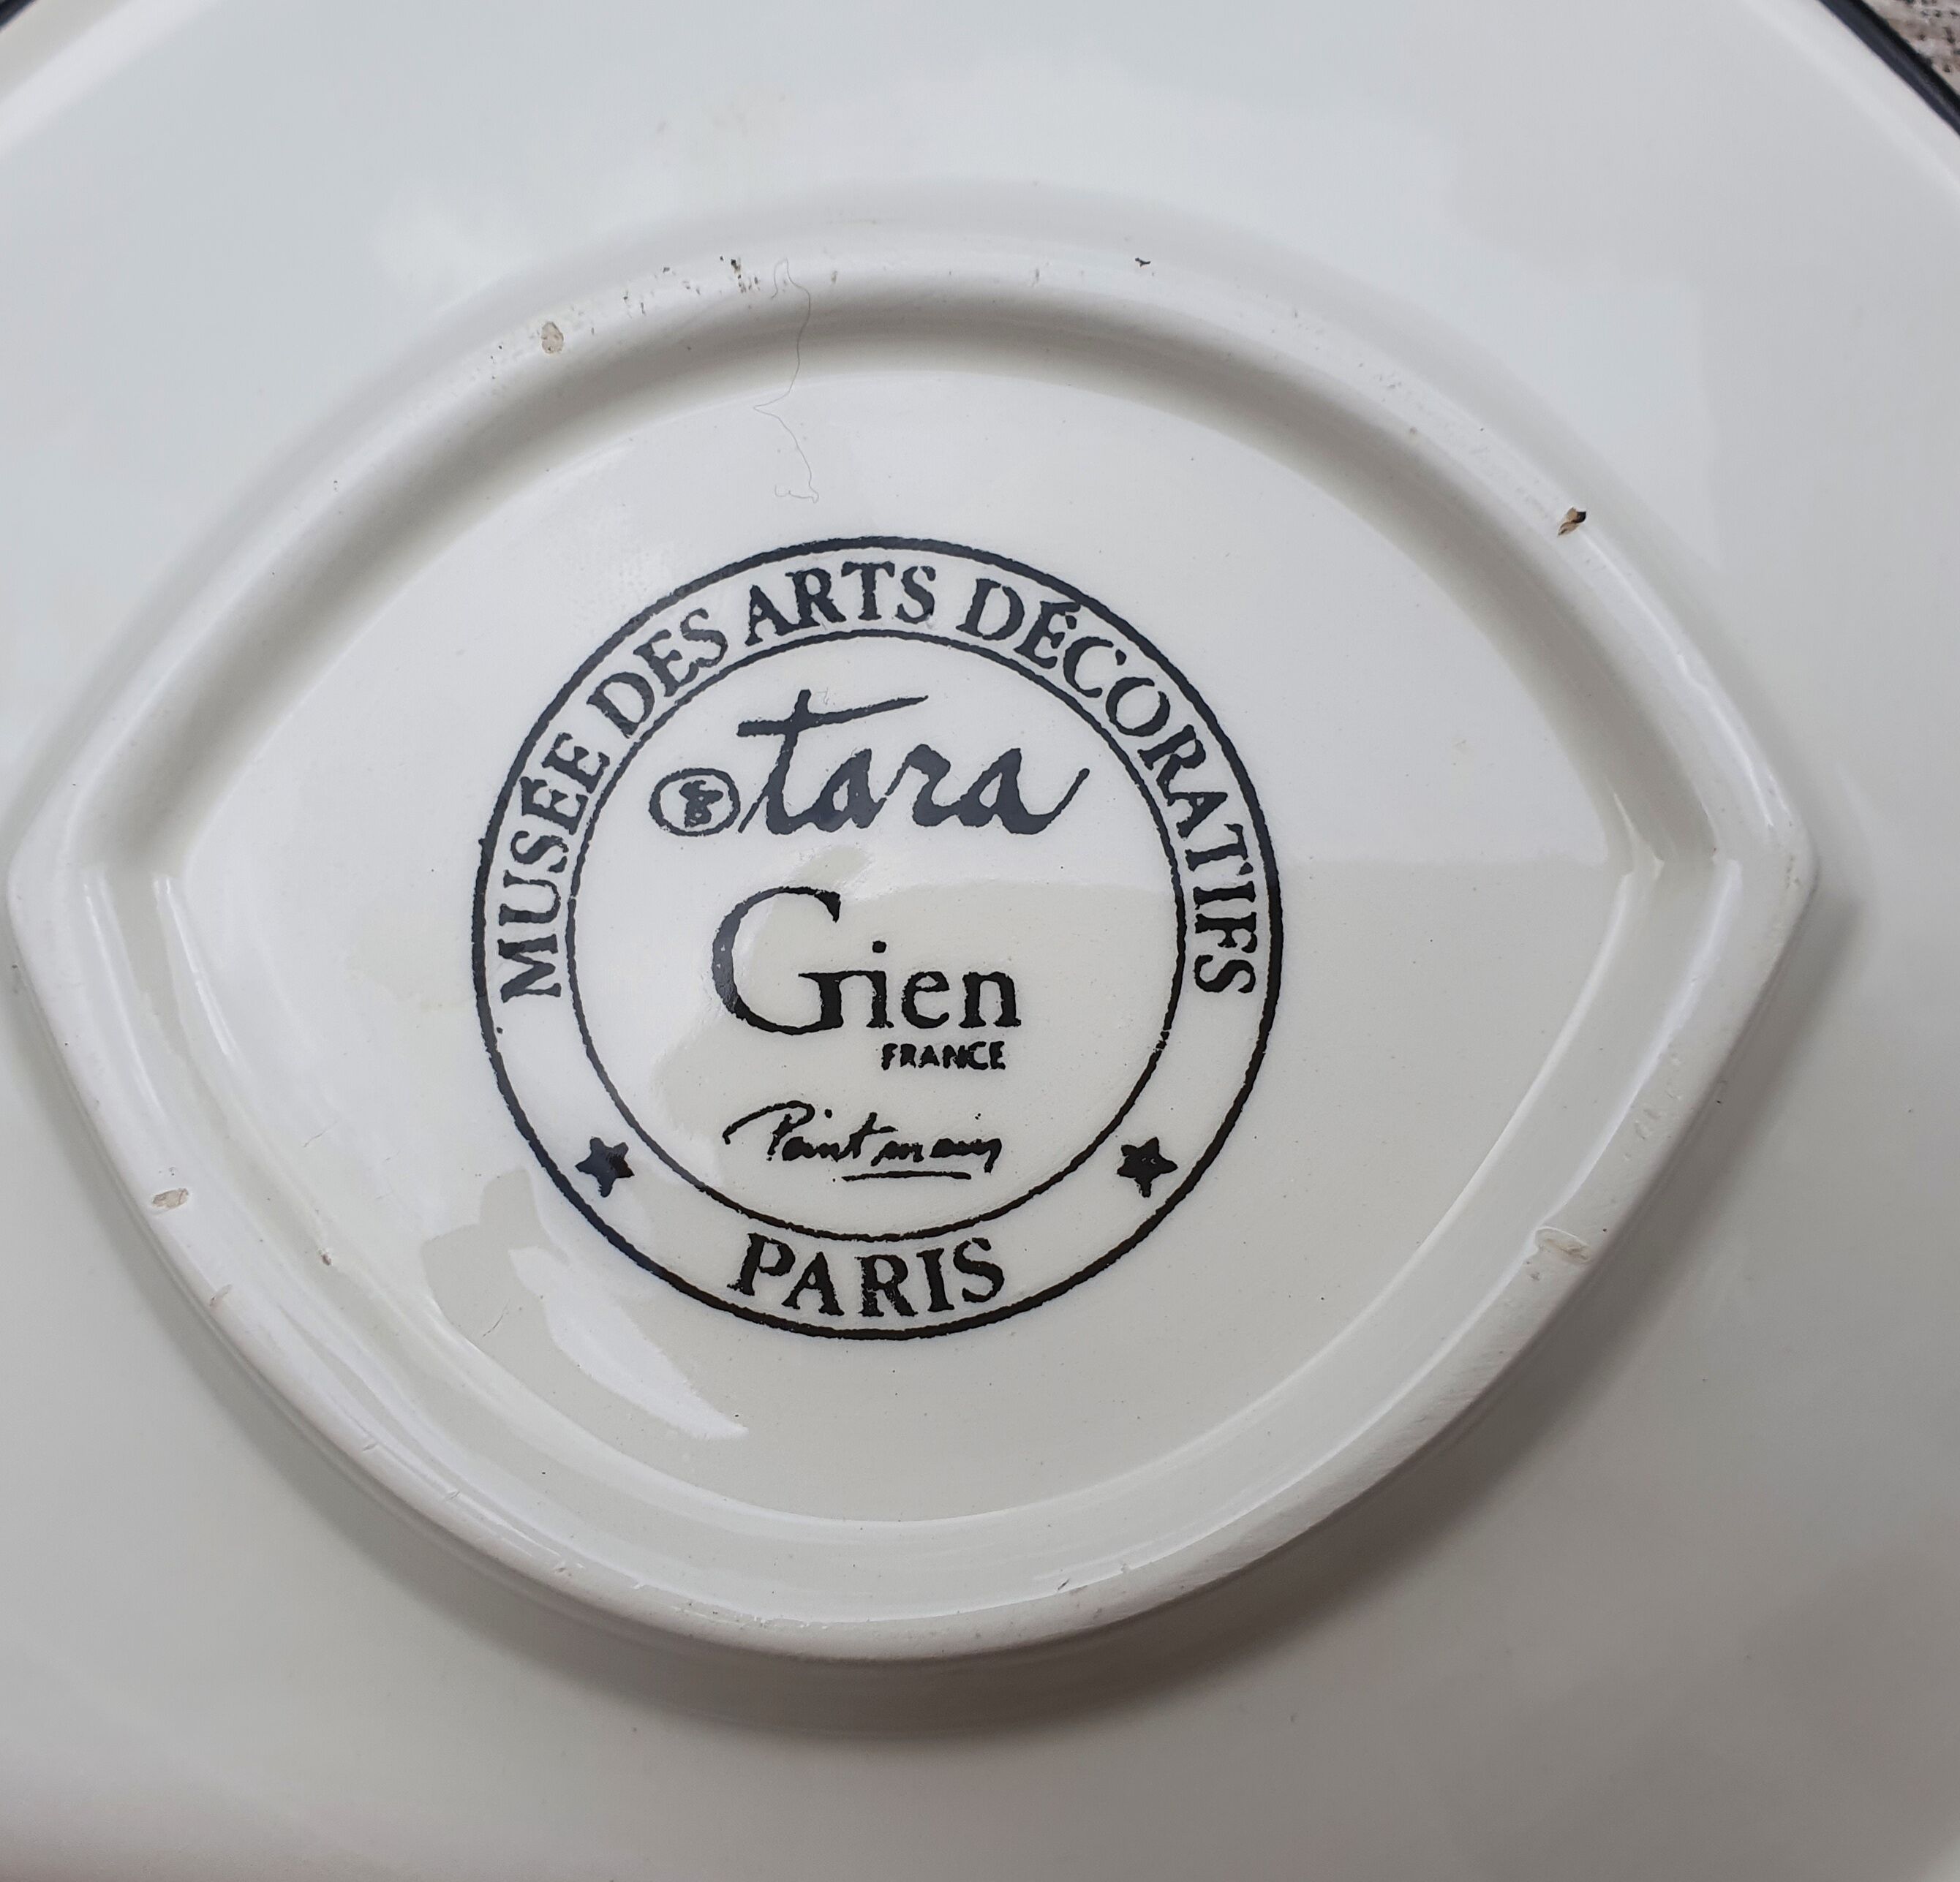 MUSÉE DES ARTS DÉCORATIFS
tara
Gien
FRANCE
Peint main
PARIS